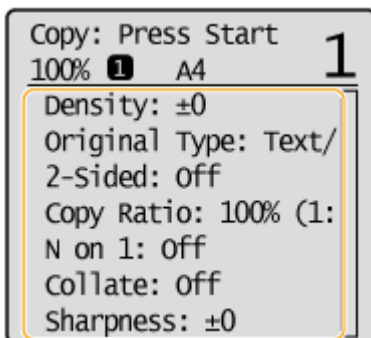 Copy: Press Start 1
100% 1 A4
Density: ±0
Original Type: Text/
2-Sided: Off
Copy Ratio: 100% (1:
N on 1: Off
Collate: Off
Sharpness: ±0